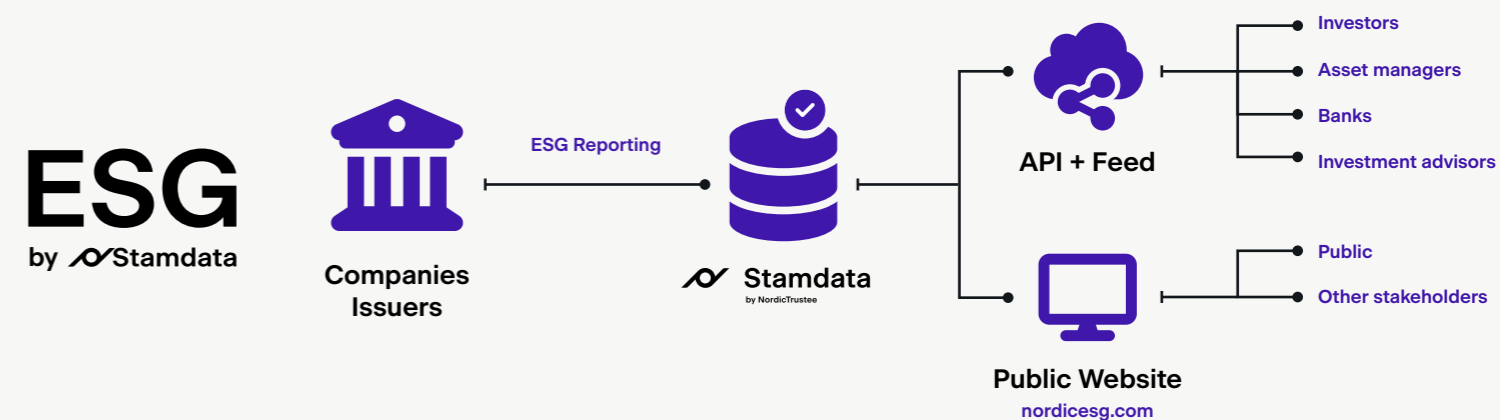 ESG
by Stamdata
Companies
Issuers
ESG Reporting
Stamdata
by NordicTrustee
API + Feed
Investors
Asset managers
Banks
Investment advisors
Public Website
nordicesg.com
Public
Other stakeholders